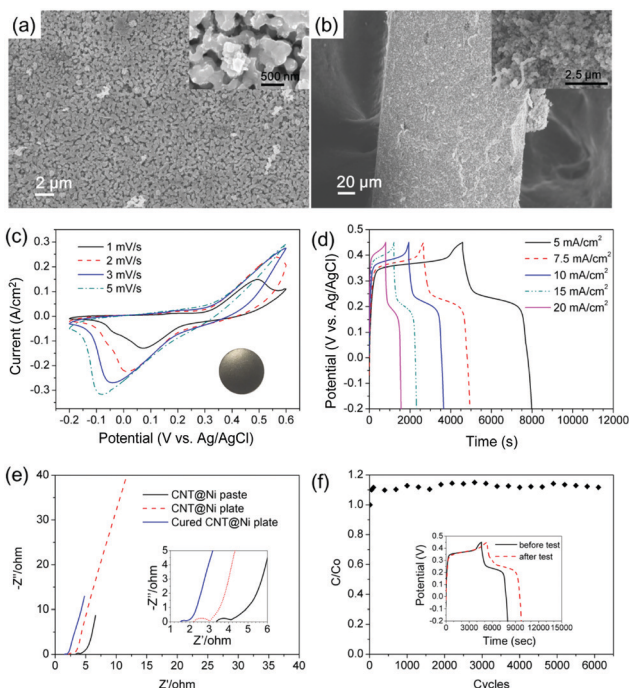 (a)
500 nm
2 µm
(b)
2.5 µm
20 µm
(c)
1 mV/s
2 mV/s
3 mV/s
5 mV/s
0.3
0.2
0.1
0.0
-0.1
-0.2
-0.3
Current (A/cm²)
-0.2 -0.1 0.0 0.1 0.2 0.3 0.4 0.5 0.6
Potential (V vs. Ag/AgCl)
(d)
5 mA/cm²
7.5 mA/cm²
10 mA/cm²
15 mA/cm²
20 mA/cm²
0.5
0.4
0.3
0.2
0.1
0.0
-0.1
-0.2
Potential (V vs. Ag/AgCl)
0 2000 4000 6000 8000 10000 12000
Time (s)
(e)
CNT@Ni paste
CNT@Ni plate
Cured CNT@Ni plate
40
30
20
10
0
-Z''/ohm
0 5 10 15 20 25 30 35 40
Z'/ohm
5
4
3
2
1
0
-Z''/ohm
1 2 3 4 5 6
Z'/ohm
(f)
1.2
1.0
0.8
0.6
0.4
0.2
0.0
C/Co
0 1000 2000 3000 4000 5000 6000
Cycles
before test
after test
0.5
0.4
0.3
0.2
0.1
0.0
-0.1
-0.2
Potential (V)
0 3000 6000 9000 12000 15000
Time (sec)